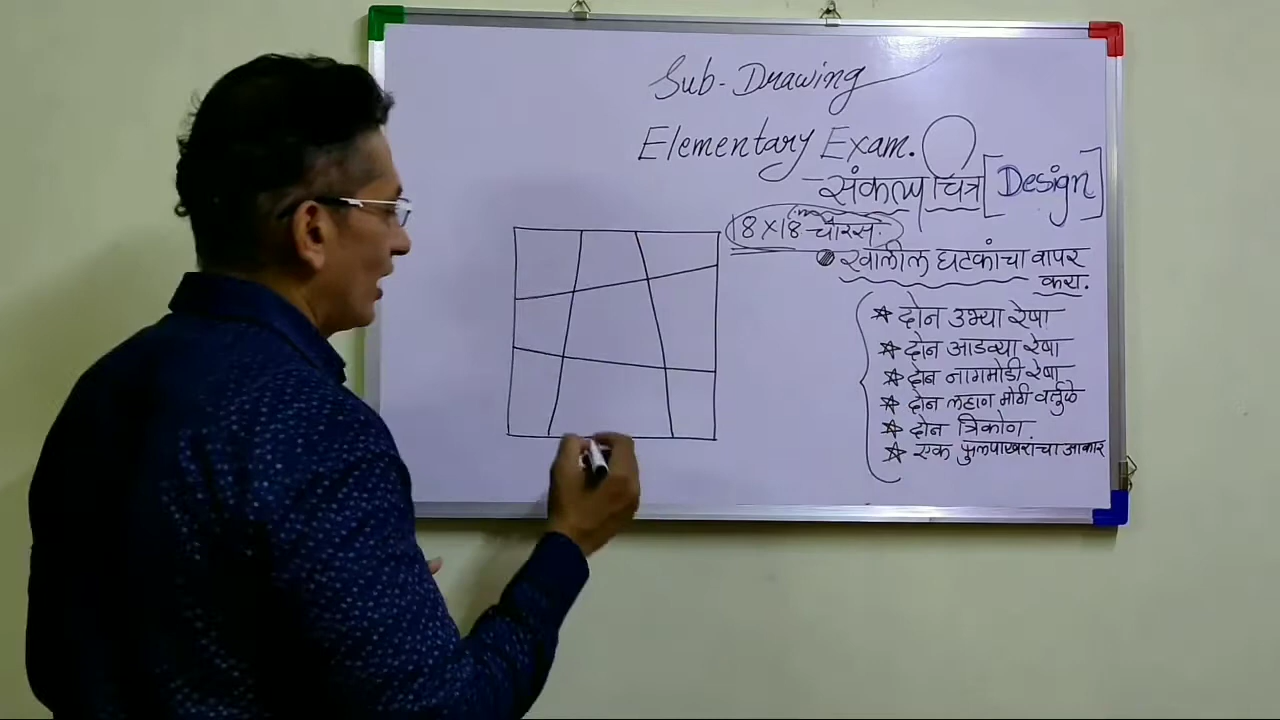 Sub-Drawing
Elementary Exam.
संकल्प चित्र [Design]
18 X 18 चौरस.
खालील घटकांचा वापर
करा.
दोन उभ्या रेषा
दोन आडव्या रेषा
दोन नागमोडी रेषा
दोन लहान मोठी वर्तुळे
दोन त्रिकोण.
एक फुलपाखराचा आकार